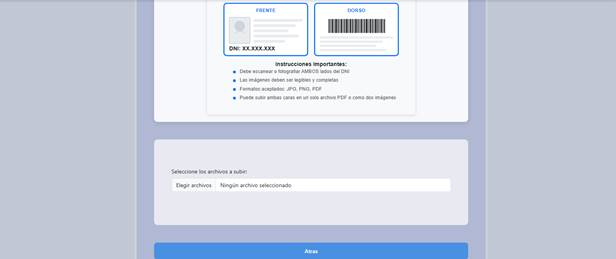 FRENTE
DORSO
DNI: XX.XXX.XXX
Instrucciones Importantes:
Debe escanear o fotografiar AMBOS lados del DNI
Las imágenes deben ser legibles y completas
Formatos aceptados: JPG, PNG, PDF
Puede subir ambas caras en un solo archivo PDF o como dos imágenes
Seleccione los archivos a subir:
Elegir archivos Ningún archivo seleccionado
Atras